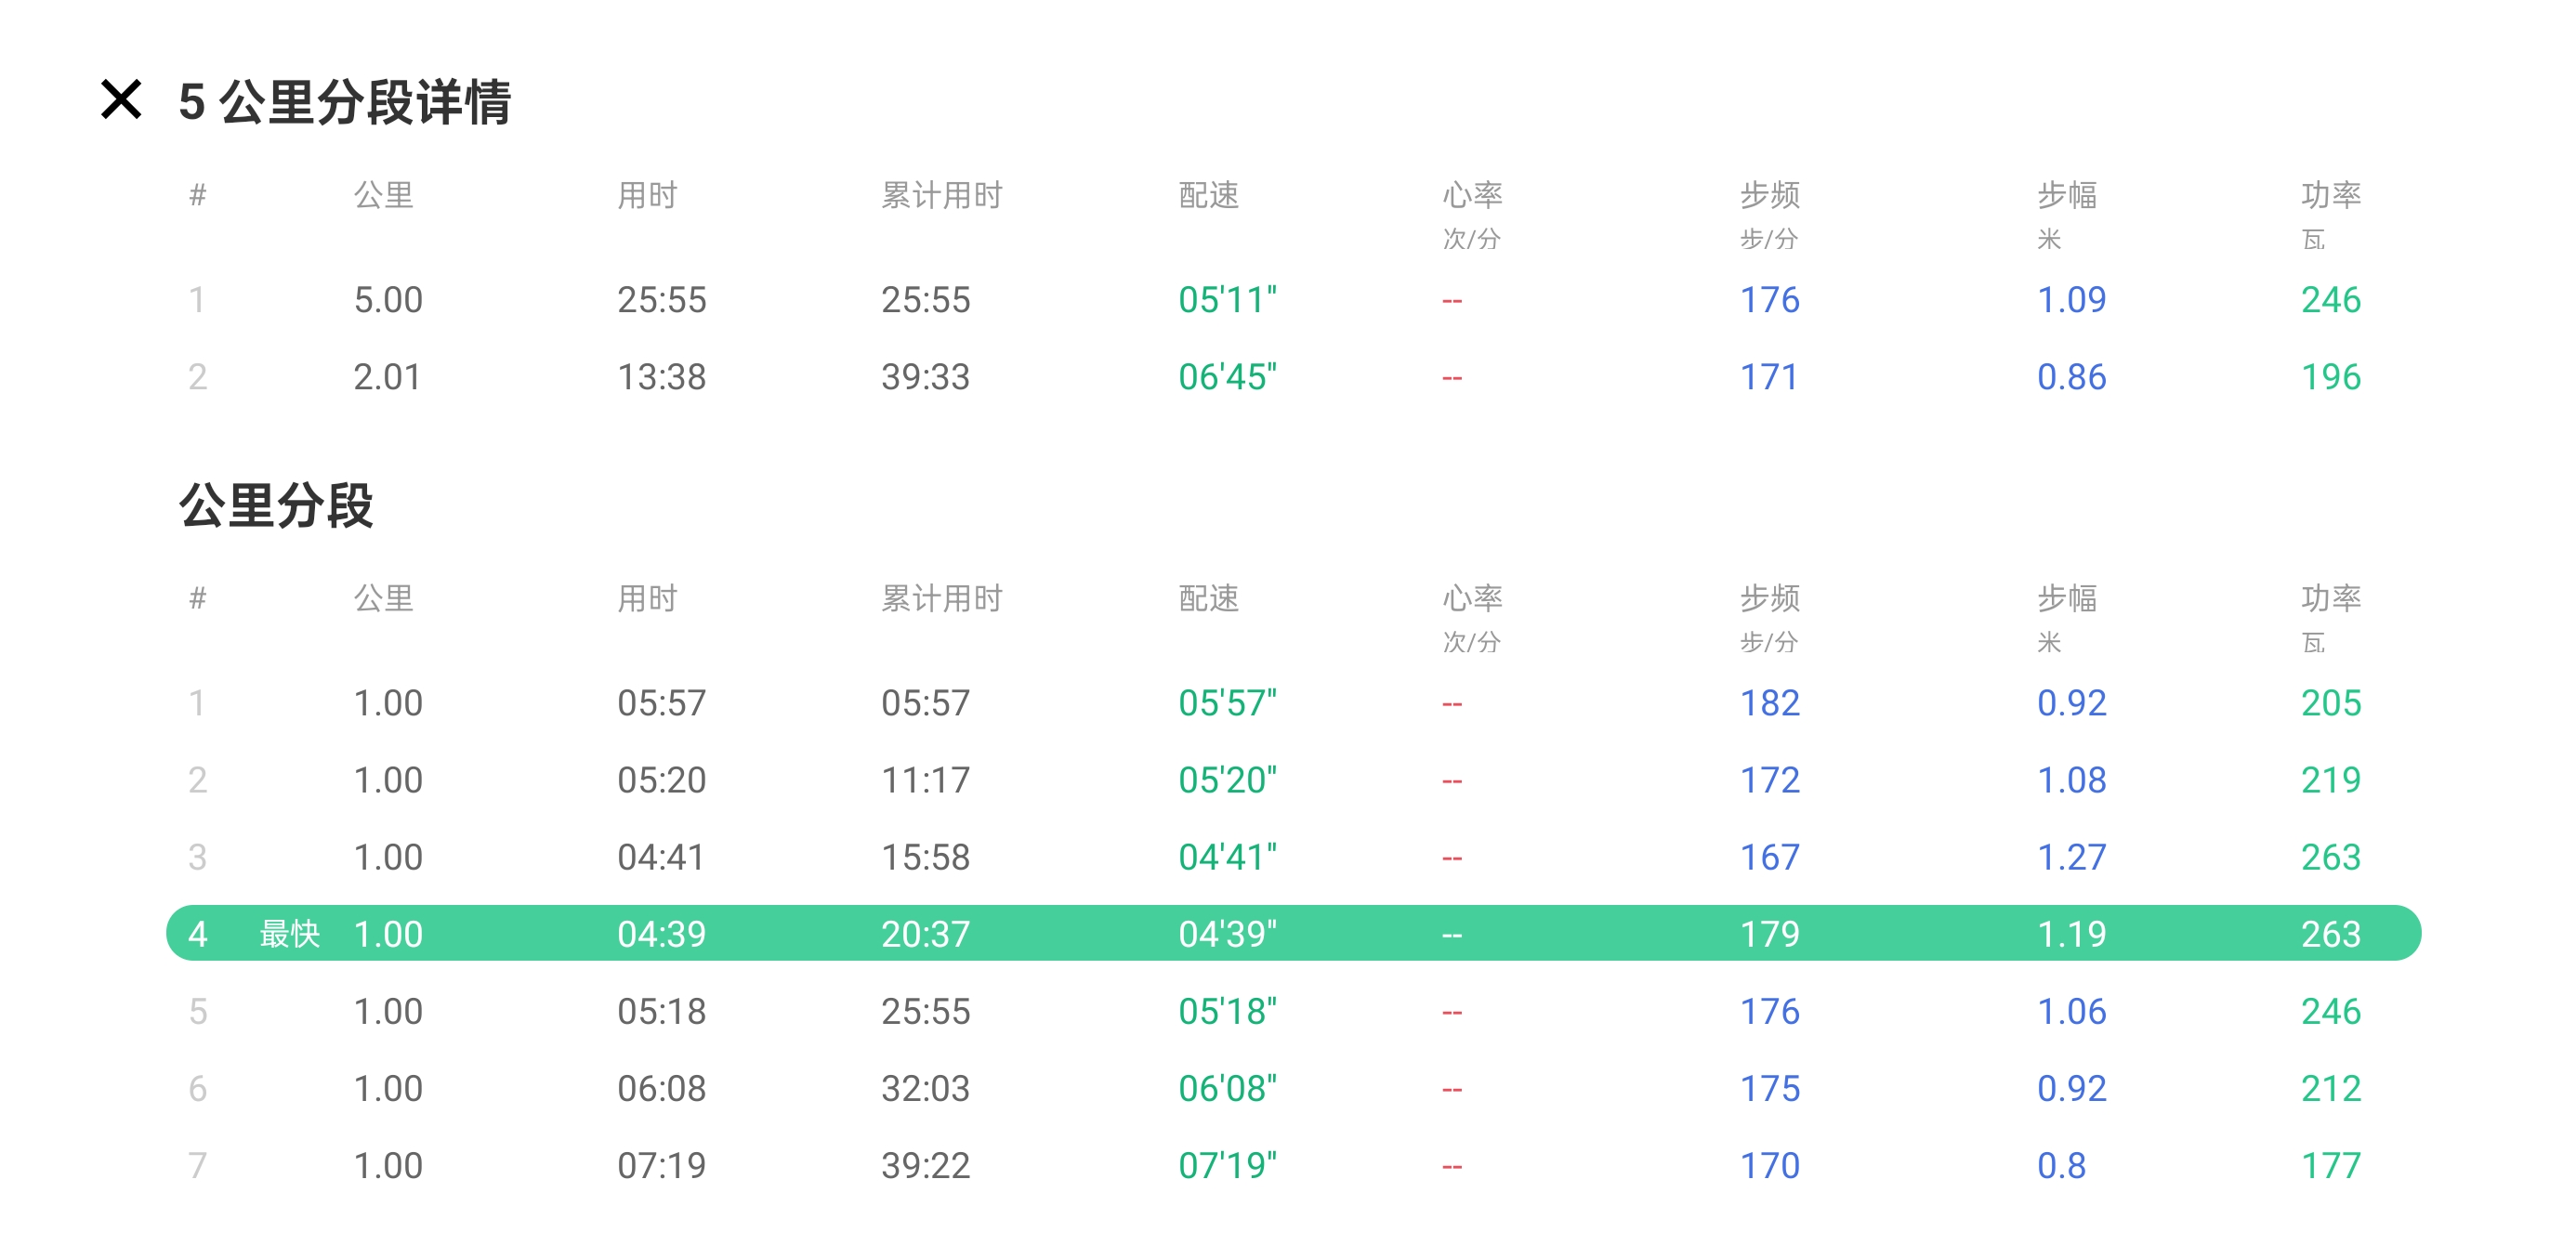 5 公里分段详情
# 公里 用时 累计用时 配速 心率 步频 步幅 功率
次/分 步/分 米 瓦
1 5.00 25:55 25:55 05'11" -- 176 1.09 246
2 2.01 13:38 39:33 06'45" -- 171 0.86 196
公里分段
# 公里 用时 累计用时 配速 心率 步频 步幅 功率
次/分 步/分 米 瓦
1 1.00 05:57 05:57 05'57" -- 182 0.92 205
2 1.00 05:20 11:17 05'20" -- 172 1.08 219
3 1.00 04:41 15:58 04'41" -- 167 1.27 263
4 最快 1.00 04:39 20:37 04'39" -- 179 1.19 263
5 1.00 05:18 25:55 05'18" -- 176 1.06 246
6 1.00 06:08 32:03 06'08" -- 175 0.92 212
7 1.00 07:19 39:22 07'19" -- 170 0.8 177